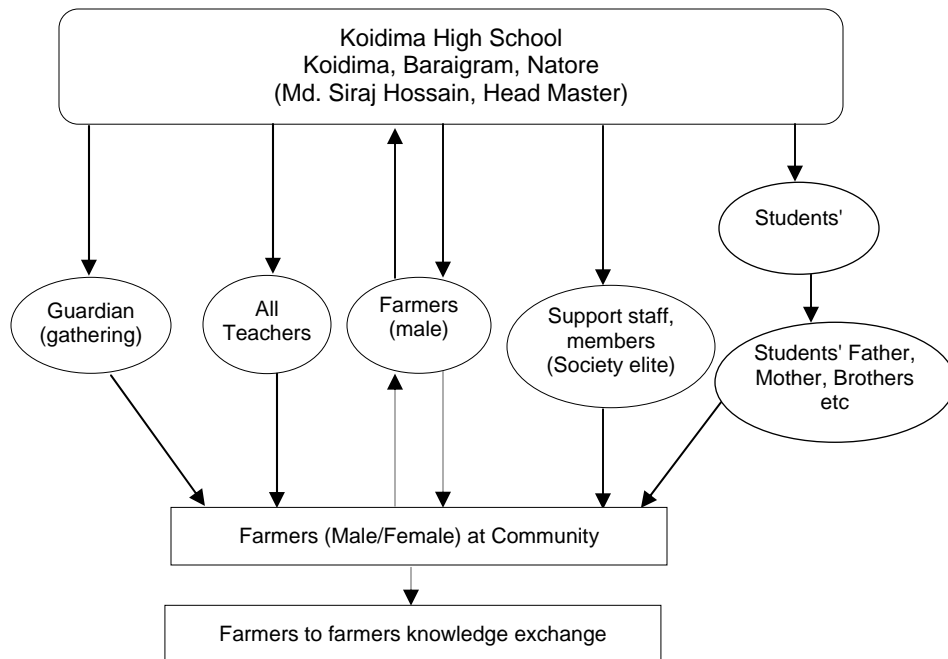 Koidima High School
Koidima, Baraigram, Natore
(Md. Siraj Hossain, Head Master)
Students'
Guardian
(gathering)
All
Teachers
Farmers
(male)
Support staff,
members
(Society elite)
Students' Father,
Mother, Brothers
etc
Farmers (Male/Female) at Community
Farmers to farmers knowledge exchange